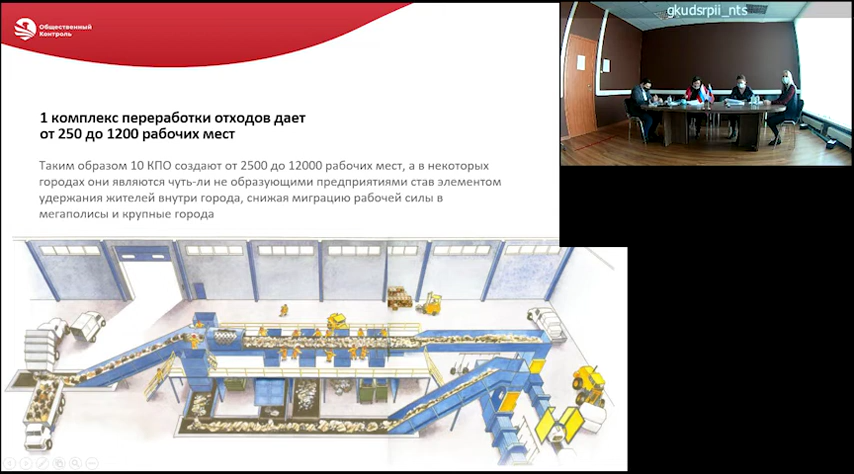 Общественный
Контроль
gkudsrpii_nts
1 комплекс переработки отходов дает
от 250 до 1200 рабочих мест
Таким образом 10 КПО создают от 2500 до 12000 рабочих мест, а в некоторых
городах они являются чуть-ли не образующими предприятиями став элементом
удержания жителей внутри города, снижая миграцию рабочей силы в
мегаполисы и крупные города